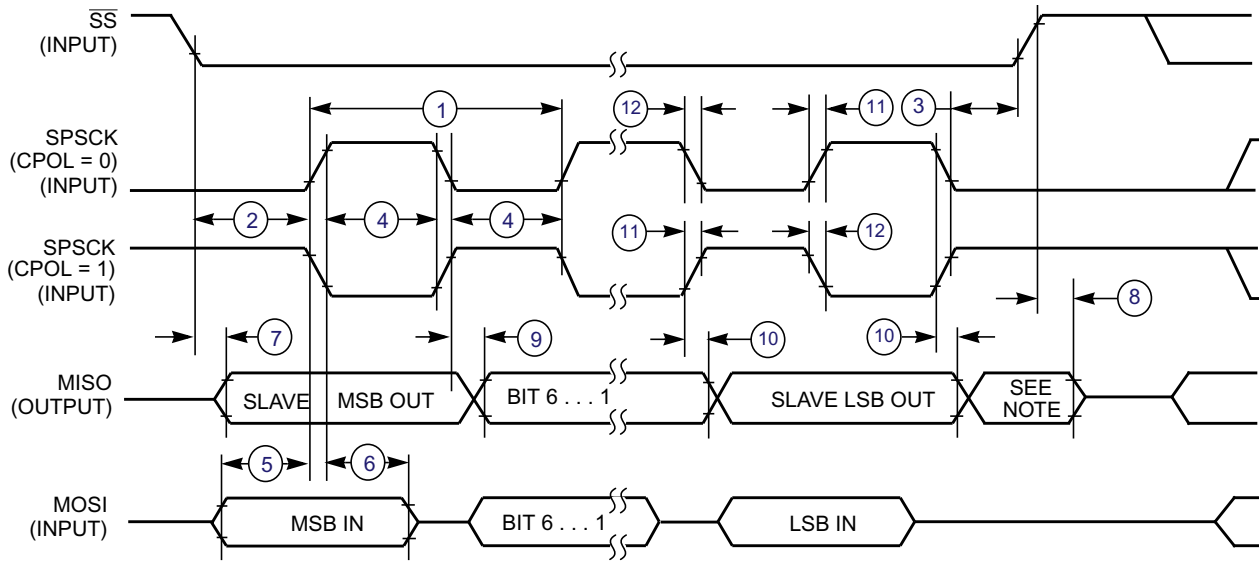 SS
(INPUT)
1
12
11
3
SPSCK
(CPOL = 0)
(INPUT)
2
4
4
11
12
SPSCK
(CPOL = 1)
(INPUT)
8
7
9
10
10
MISO
(OUTPUT)
SLAVE MSB OUT
BIT 6 . . . 1
SLAVE LSB OUT
SEE
NOTE
5
6
MOSI
(INPUT)
MSB IN
BIT 6 . . . 1
LSB IN